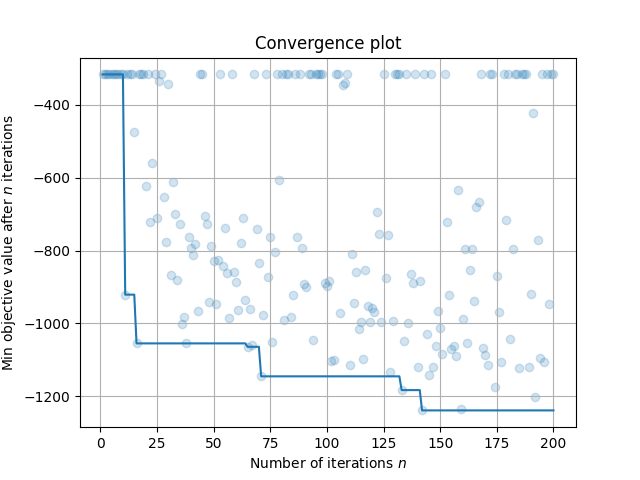 Convergence plot
Min objective value after n iterations
−400
−600
−800
−1000
−1200
0 25 50 75 100 125 150 175 200
Number of iterations n